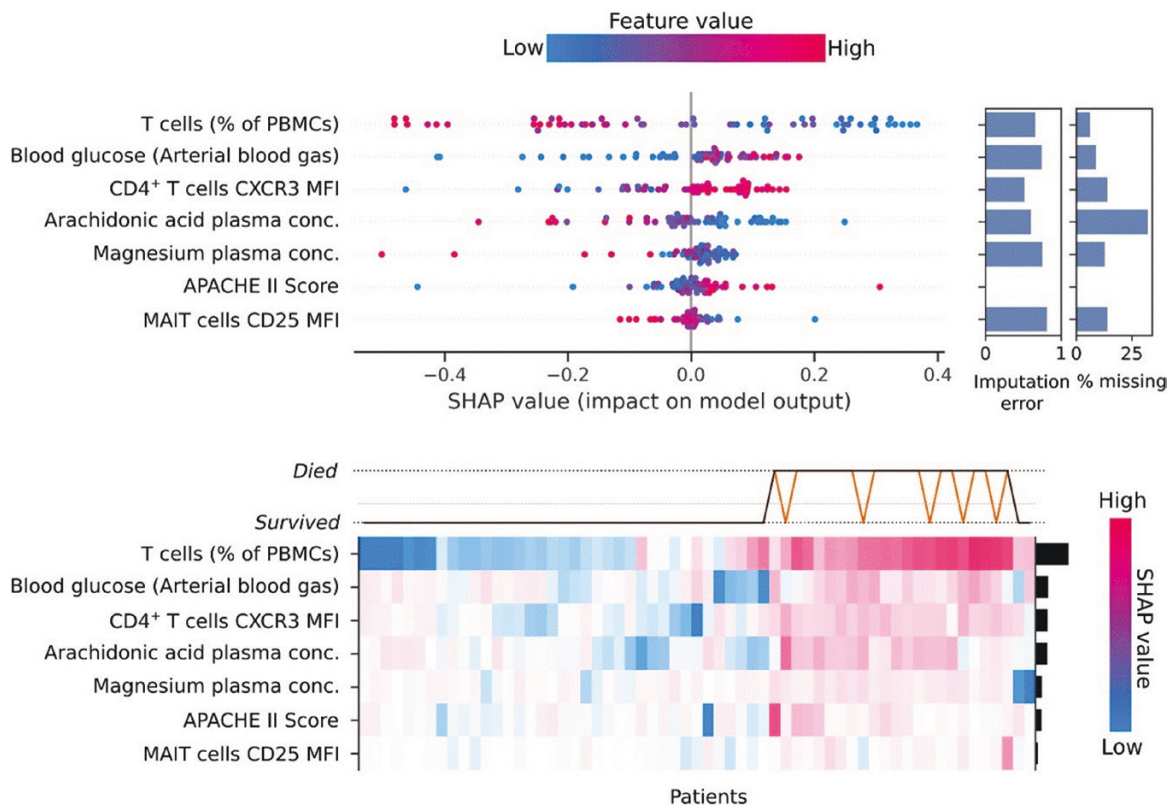 Feature value
Low High
T cells (% of PBMCs)
Blood glucose (Arterial blood gas)
CD4⁺ T cells CXCR3 MFI
Arachidonic acid plasma conc.
Magnesium plasma conc.
APACHE II Score
MAIT cells CD25 MFI
−0.4 −0.2 0.0 0.2 0.4
SHAP value (impact on model output)
0 1
Imputation
error
0 25
% missing
Died
Survived
T cells (% of PBMCs)
Blood glucose (Arterial blood gas)
CD4⁺ T cells CXCR3 MFI
Arachidonic acid plasma conc.
Magnesium plasma conc.
APACHE II Score
MAIT cells CD25 MFI
Patients
High
SHAP value
Low